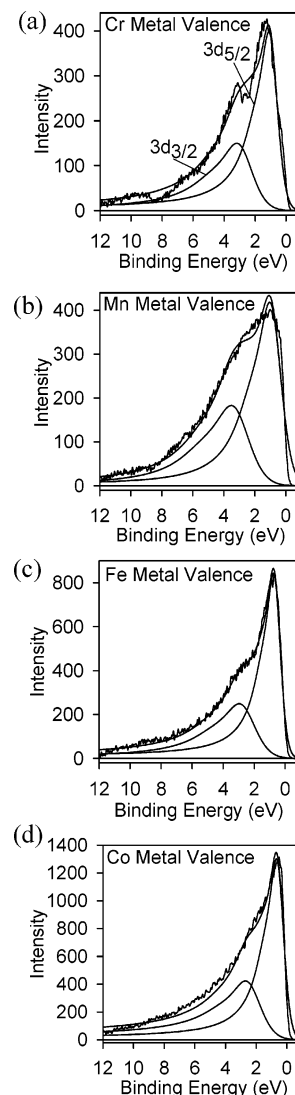 (a)
Cr Metal Valence
400
300
200
100
0
Intensity
3d5/2
3d3/2
12 10 8 6 4 2 0
Binding Energy (eV)
(b)
Mn Metal Valence
400
300
200
100
0
Intensity
12 10 8 6 4 2 0
Binding Energy (eV)
(c)
Fe Metal Valence
800
600
400
200
0
Intensity
12 10 8 6 4 2 0
Binding Energy (eV)
(d)
Co Metal Valence
1400
1200
1000
800
600
400
200
0
Intensity
12 10 8 6 4 2 0
Binding Energy (eV)